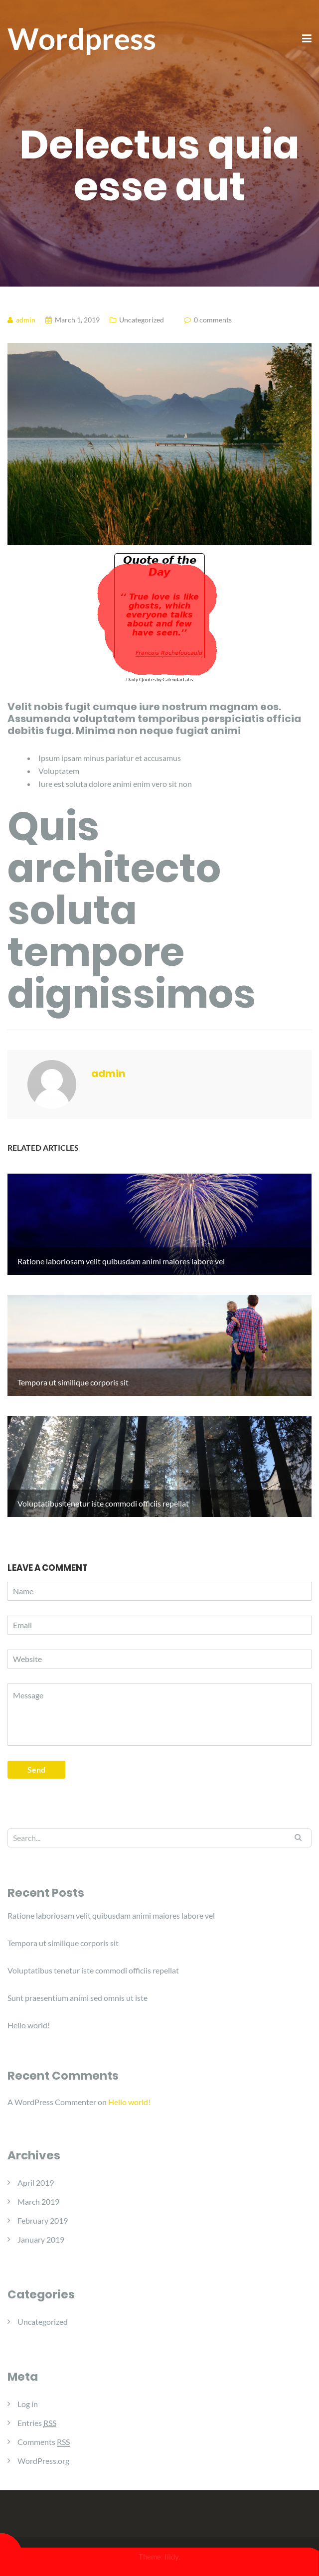 Wordpress
Delectus quia
esse aut
admin March 1, 2019 Uncategorized 0 comments
Quote of the
Day
‘‘ True love is like
ghosts, which
everyone talks
about and few
have seen.’’
Francois Rochefoucauld
Daily Quotes by CalendarLabs
Velit nobis fugit cumque iure nostrum magnam eos.
Assumenda voluptatem temporibus perspiciatis officia
debitis fuga. Minima non neque fugiat animi
• Ipsum ipsam minus pariatur et accusamus
• Voluptatem
• Iure est soluta dolore animi enim vero sit non
Quis
architecto
soluta
tempore
dignissimos
admin
RELATED ARTICLES
Ratione laboriosam velit quibusdam animi maiores labore vel
Tempora ut similique corporis sit
Voluptatibus tenetur iste commodi officiis repellat
LEAVE A COMMENT
Name
Email
Website
Message
Send
Search...
Recent Posts
Ratione laboriosam velit quibusdam animi maiores labore vel
Tempora ut similique corporis sit
Voluptatibus tenetur iste commodi officiis repellat
Sunt praesentium animi sed omnis ut iste
Hello world!
Recent Comments
A WordPress Commenter on Hello world!
Archives
April 2019
March 2019
February 2019
January 2019
Categories
Uncategorized
Meta
Log in
Entries RSS
Comments RSS
WordPress.org
Theme: Illdy.